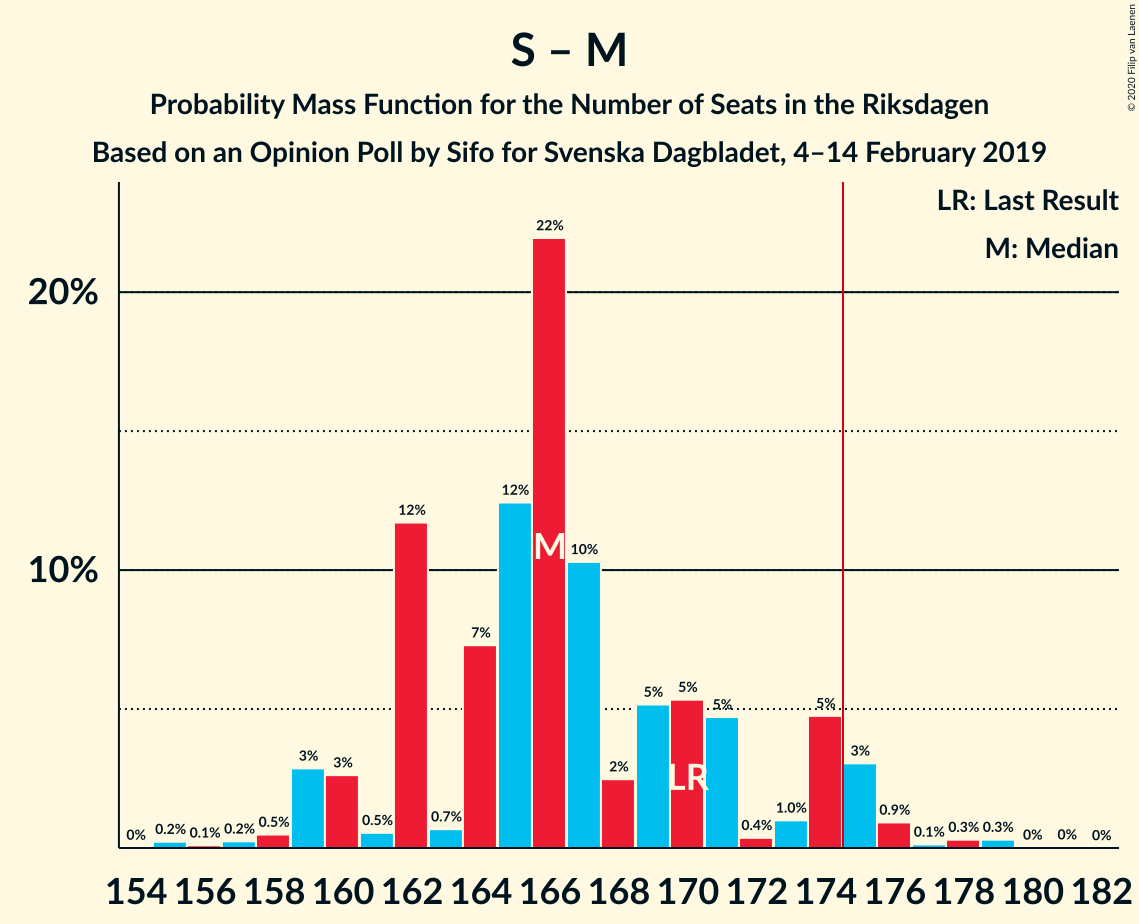 S – M
Probability Mass Function for the Number of Seats in the Riksdagen
Based on an Opinion Poll by Sifo for Svenska Dagbladet, 4–14 February 2019
© 2020 Filip van Laenen
LR: Last Result
M: Median
20%
10%
0% 0.2% 0.1% 0.2% 0.5% 3% 3% 0.5% 12% 0.7% 7% 12% 22% 10% 2% 5% 5% 5% 0.4% 1.0% 5% 3% 0.9% 0.1% 0.3% 0.3% 0% 0% 0%
M
LR
154 156 158 160 162 164 166 168 170 172 174 176 178 180 182